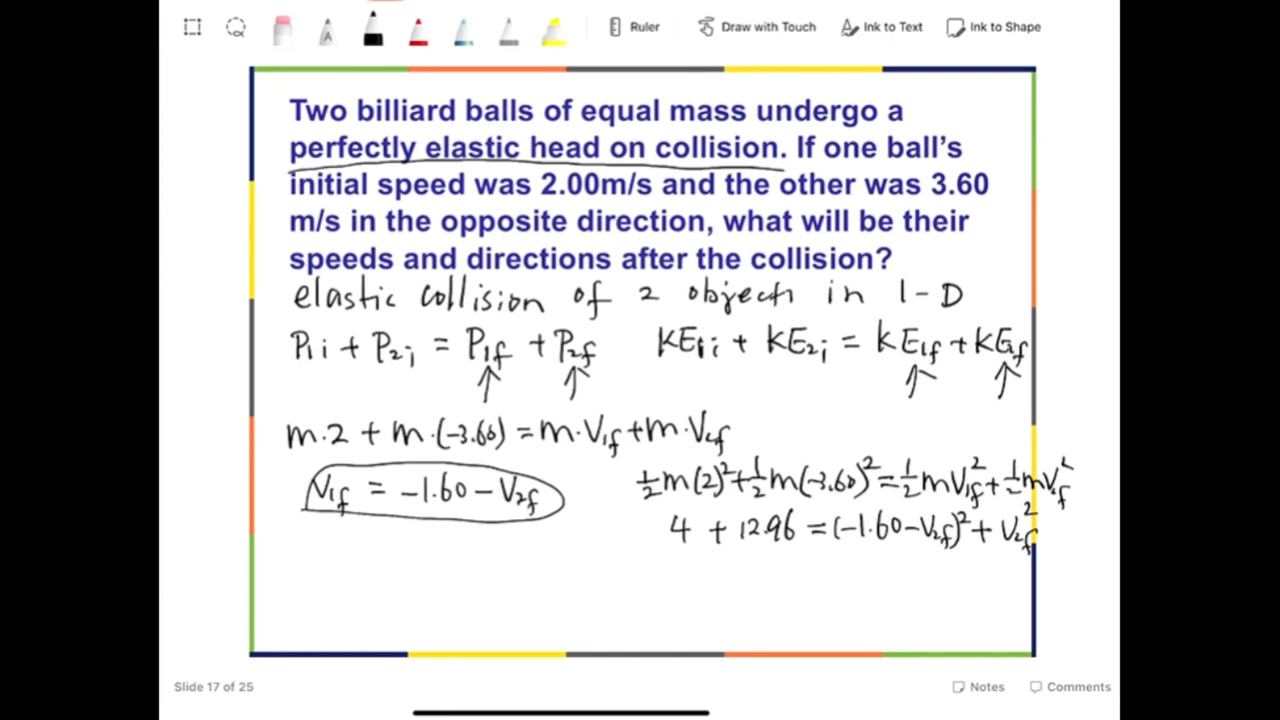 Ruler Draw with Touch Ink to Text Ink to Shape
Two billiard balls of equal mass undergo a
perfectly elastic head on collision. If one ball's
initial speed was 2.00m/s and the other was 3.60
m/s in the opposite direction, what will be their
speeds and directions after the collision?
elastic collision of 2 objects in 1-D
P1i + P2i = P1f + P2f KE1i + KE2i = KE1f + KE2f
m·2 + m·(-3.60) = m·V1f + m·V2f
½m(2)² + ½m(-3.60)² = ½mV1f² + ½mV2f²
V1f = -1.60 - V2f
4 + 12.96 = (-1.60 - V2f)² + V2f²
Slide 17 of 25 Notes Comments